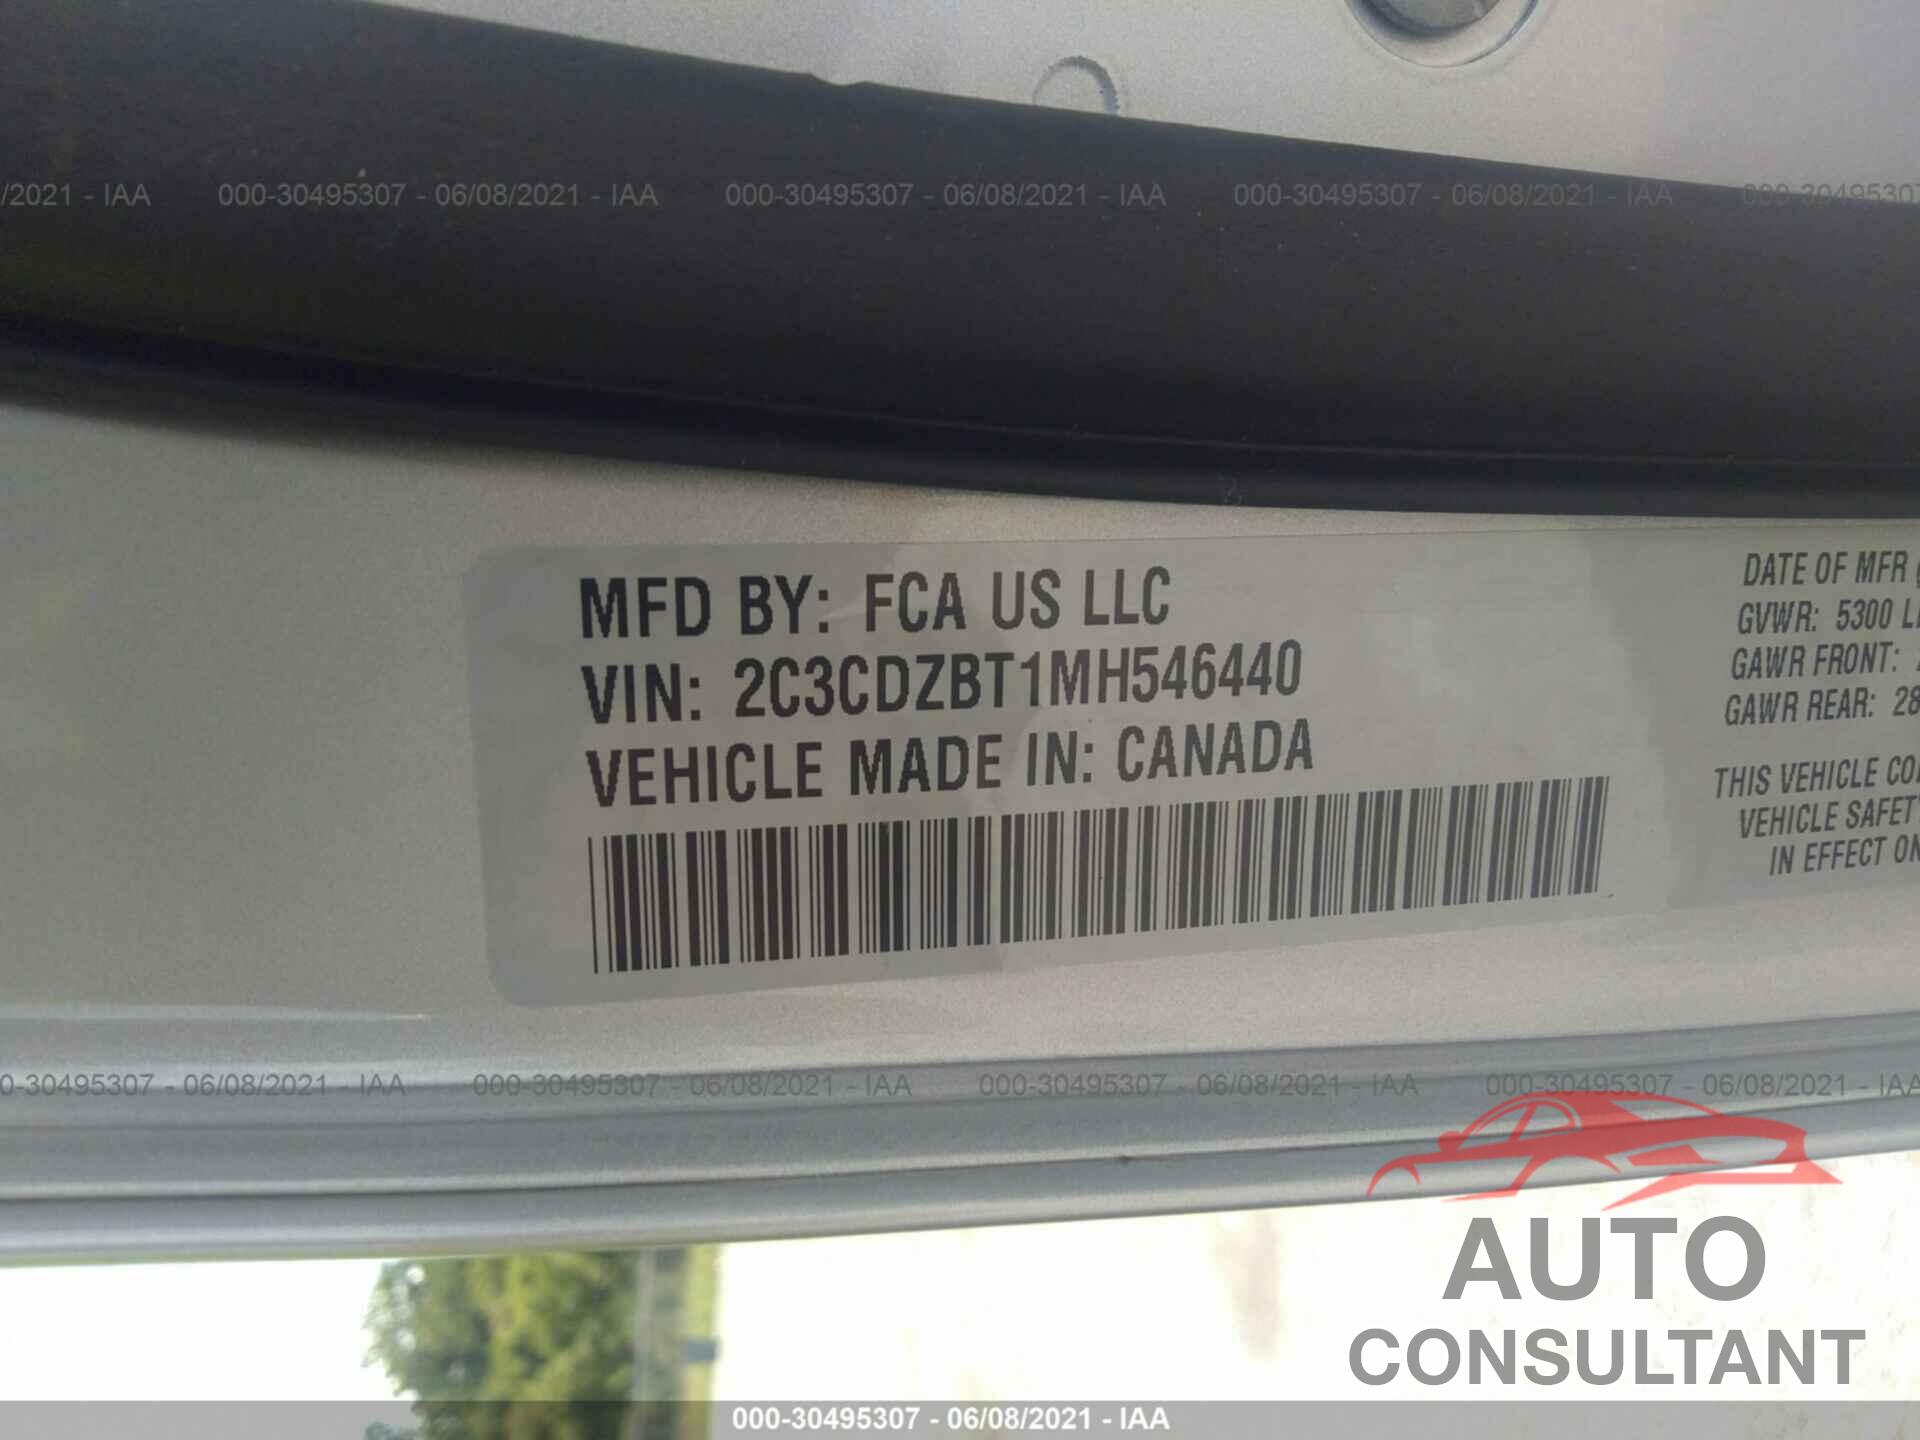 /2021 - IAA 000-30495307 - 06/08/2021 - IAA 000-30495307 - 06/08/2021 - IAA 000-30495307 - 06/08/2021 - IAA 000-30495307
MFD BY: FCA US LLC
VIN: 2C3CDZBT1MH546440
VEHICLE MADE IN: CANADA
DATE OF MFR
GVWR: 5300 L
GAWR FRONT:
GAWR REAR: 28
THIS VEHICLE CO
VEHICLE SAFET
IN EFFECT ON
0-30495307 - 06/08/2021 - IAA 000-30495307 - 06/08/2021 - IAA 000-30495307 - 06/08/2021 - IAA 000-30495307 - 06/08/2021 - IAA
AUTO
CONSULTANT
000-30495307 - 06/08/2021 - IAA